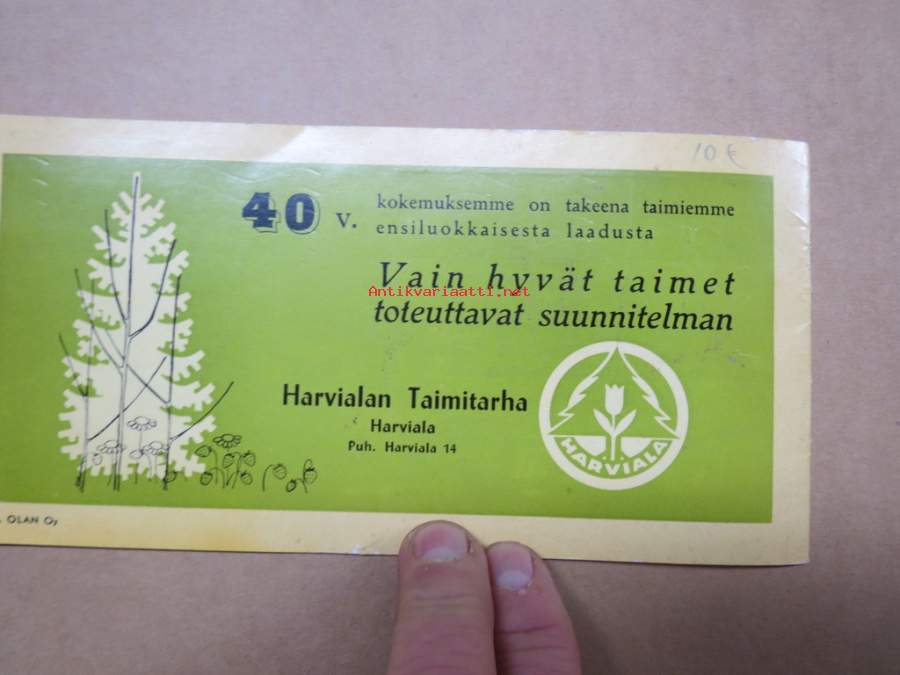 10 €
40 v. kokemuksemme on takeena taimiemme
ensiluokkaisesta laadusta
Vain hyvät taimet
Antikvariaatti.net
toteuttavat suunnitelman
Harvialan Taimitarha
Harviala
Puh. Harviala 14
HARVIALA
OLAN Oy